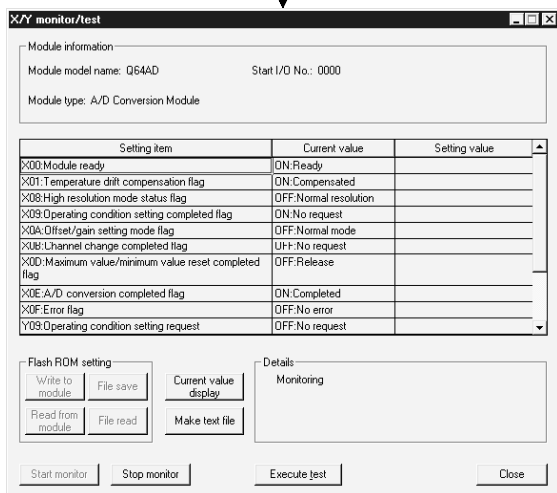 X/Y monitor/test
Module information
Module model name: Q64AD Start I/O No.: 0000
Module type: A/D Conversion Module
Setting item Current value Setting value
X00:Module ready ON:Ready
X01:Temperature drift compensation flag ON:Compensated
X08:High resolution mode status flag OFF:Normal resolution
X09:Operating condition setting completed flag ON:No request
X0A:Offset/gain setting mode flag OFF:Normal mode
X0B:Channel change completed flag OFF:No request
X0D:Maximum value/minimum value reset completed OFF:Release
flag
X0E:A/D conversion completed flag ON:Completed
X0F:Error flag OFF:No error
Y09:Operating condition setting request OFF:No request
Flash ROM setting Details
Write to File save Current value Monitoring
module display
Read from File read Make text file
module
Start monitor Stop monitor Execute test Close